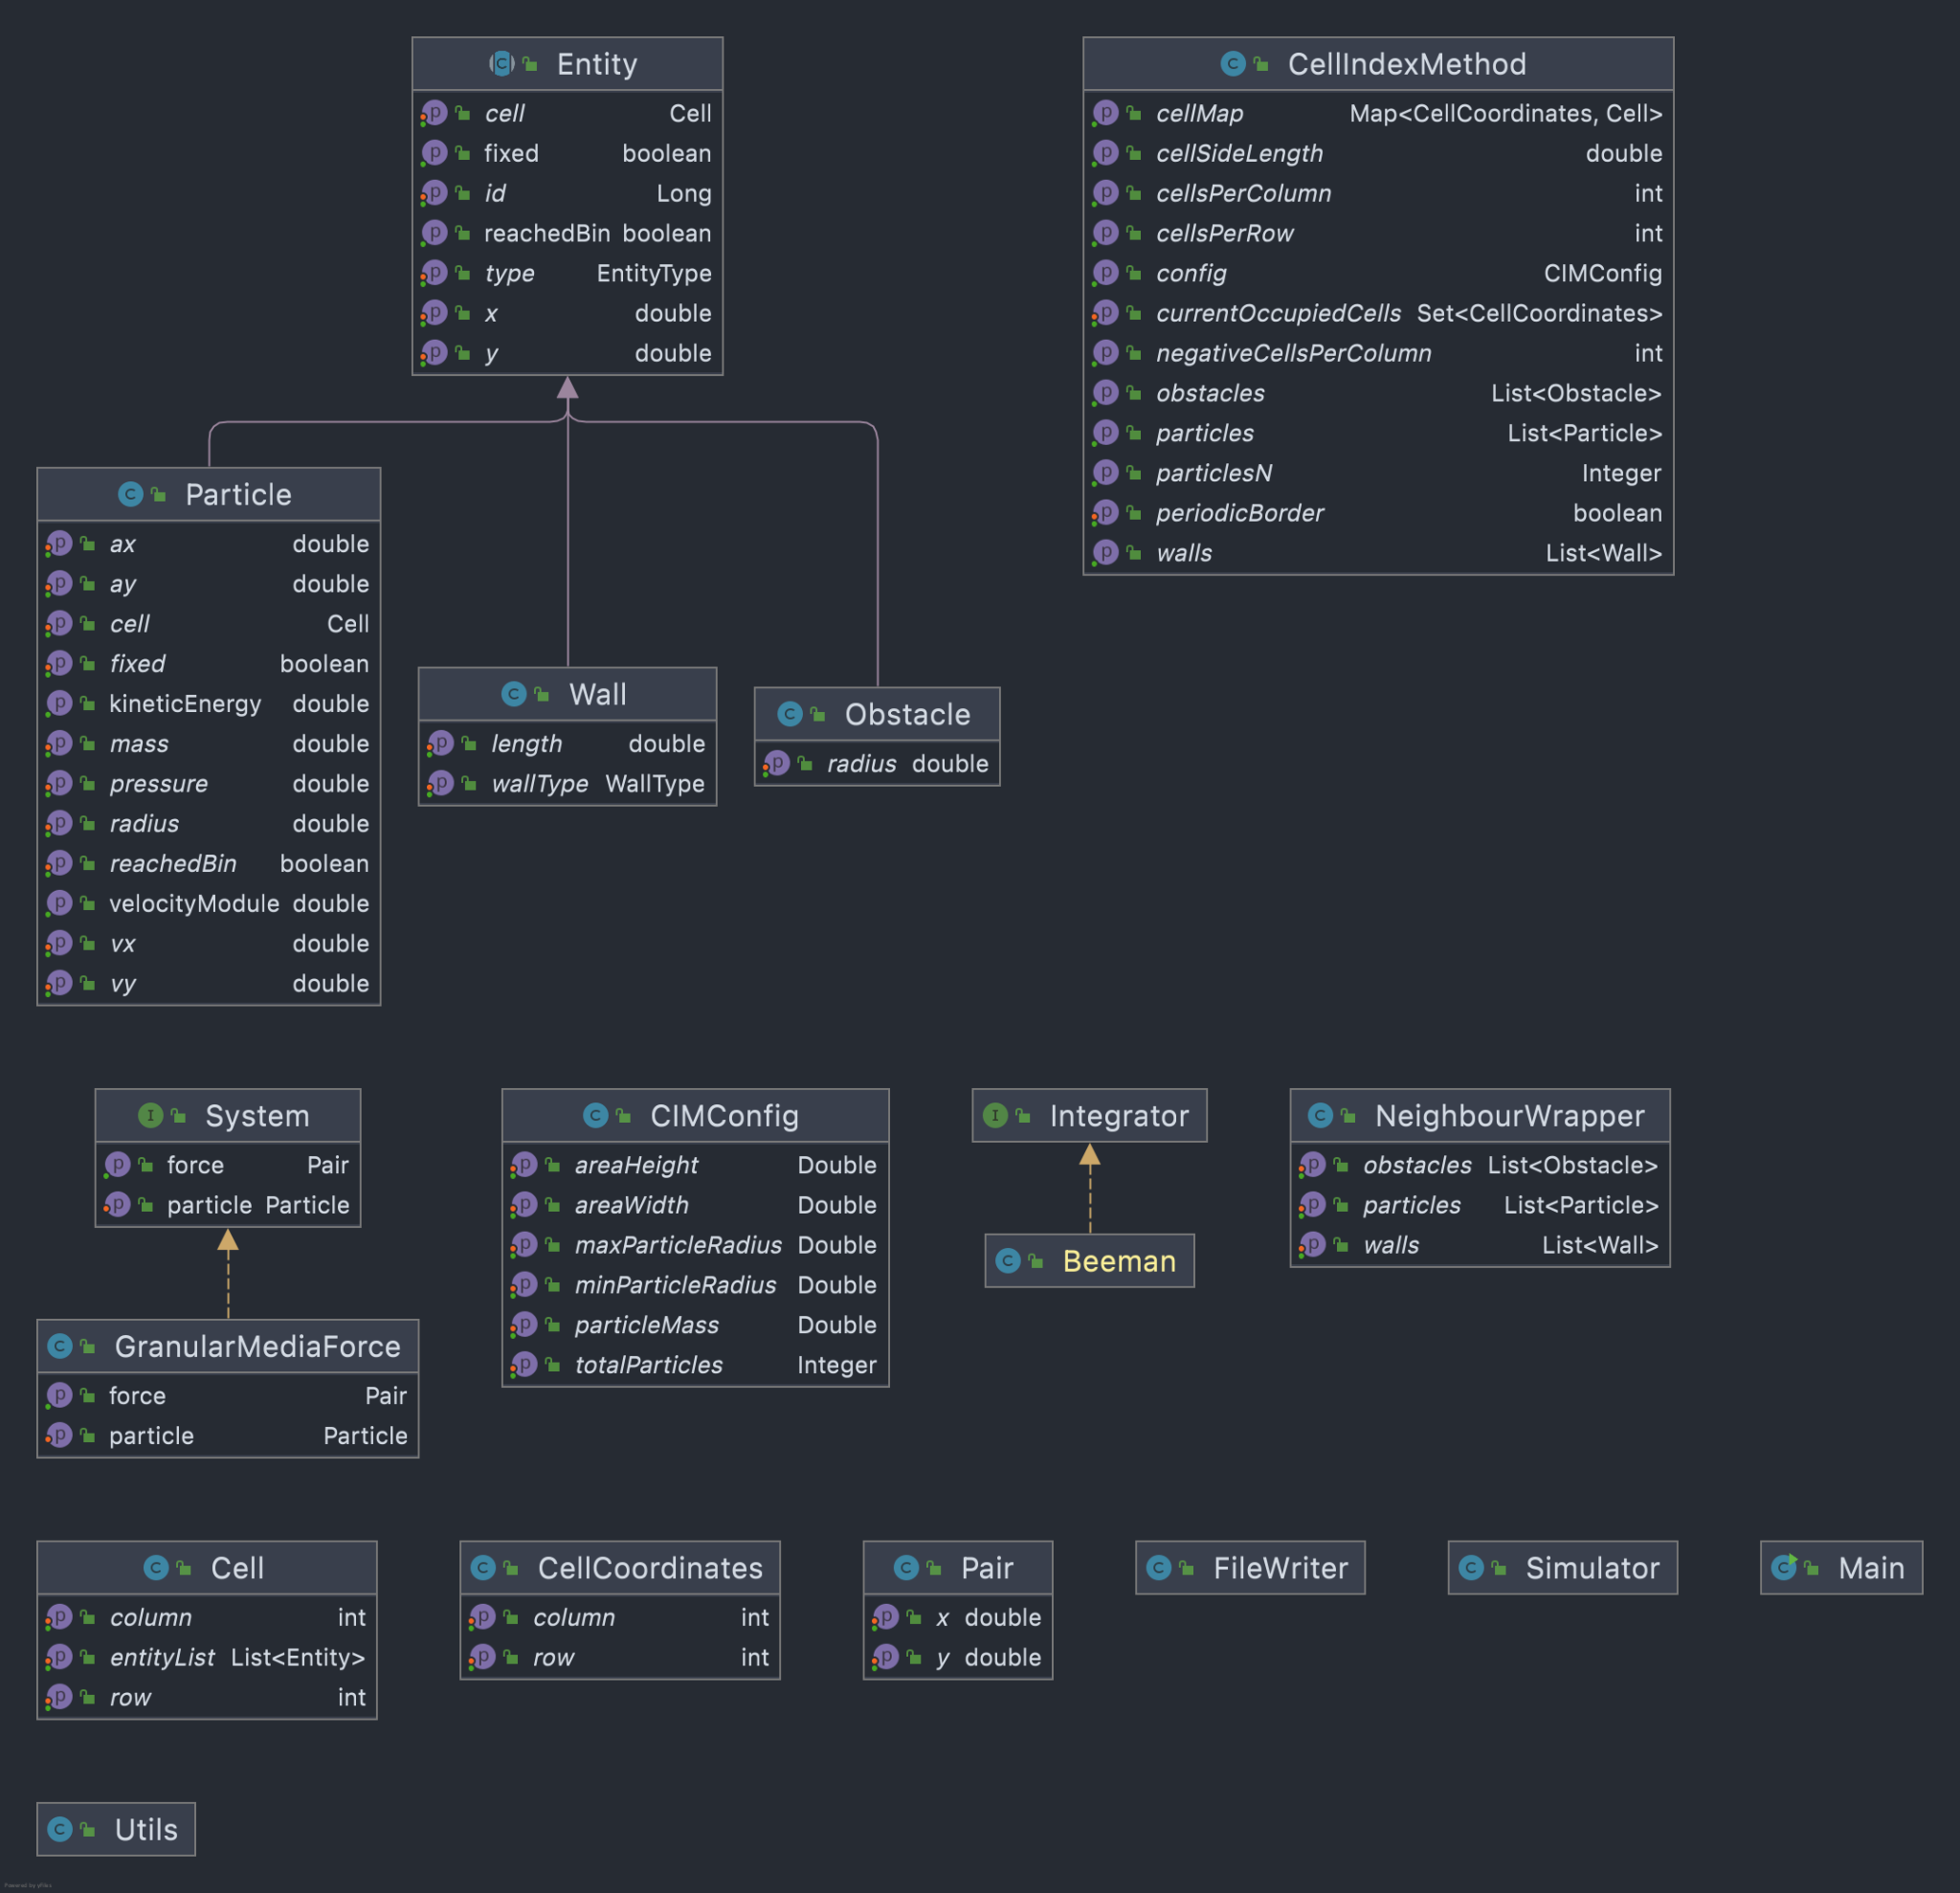 Entity
cell Cell
fixed boolean
id Long
reachedBin boolean
type EntityType
x double
y double
CellIndexMethod
cellMap Map<CellCoordinates, Cell>
cellSideLength double
cellsPerColumn int
cellsPerRow int
config CIMConfig
currentOccupiedCells Set<CellCoordinates>
negativeCellsPerColumn int
obstacles List<Obstacle>
particles List<Particle>
particlesN Integer
periodicBorder boolean
walls List<Wall>
Particle
ax double
ay double
cell Cell
fixed boolean
kineticEnergy double
mass double
pressure double
radius double
reachedBin boolean
velocityModule double
vx double
vy double
Wall
length double
wallType WallType
Obstacle
radius double
System
force Pair
particle Particle
GranularMediaForce
force Pair
particle Particle
CIMConfig
areaHeight Double
areaWidth Double
maxParticleRadius Double
minParticleRadius Double
particleMass Double
totalParticles Integer
Integrator
Beeman
NeighbourWrapper
obstacles List<Obstacle>
particles List<Particle>
walls List<Wall>
Cell
column int
entityList List<Entity>
row int
CellCoordinates
column int
row int
Pair
x double
y double
FileWriter
Simulator
Main
Utils
Powered by yFiles